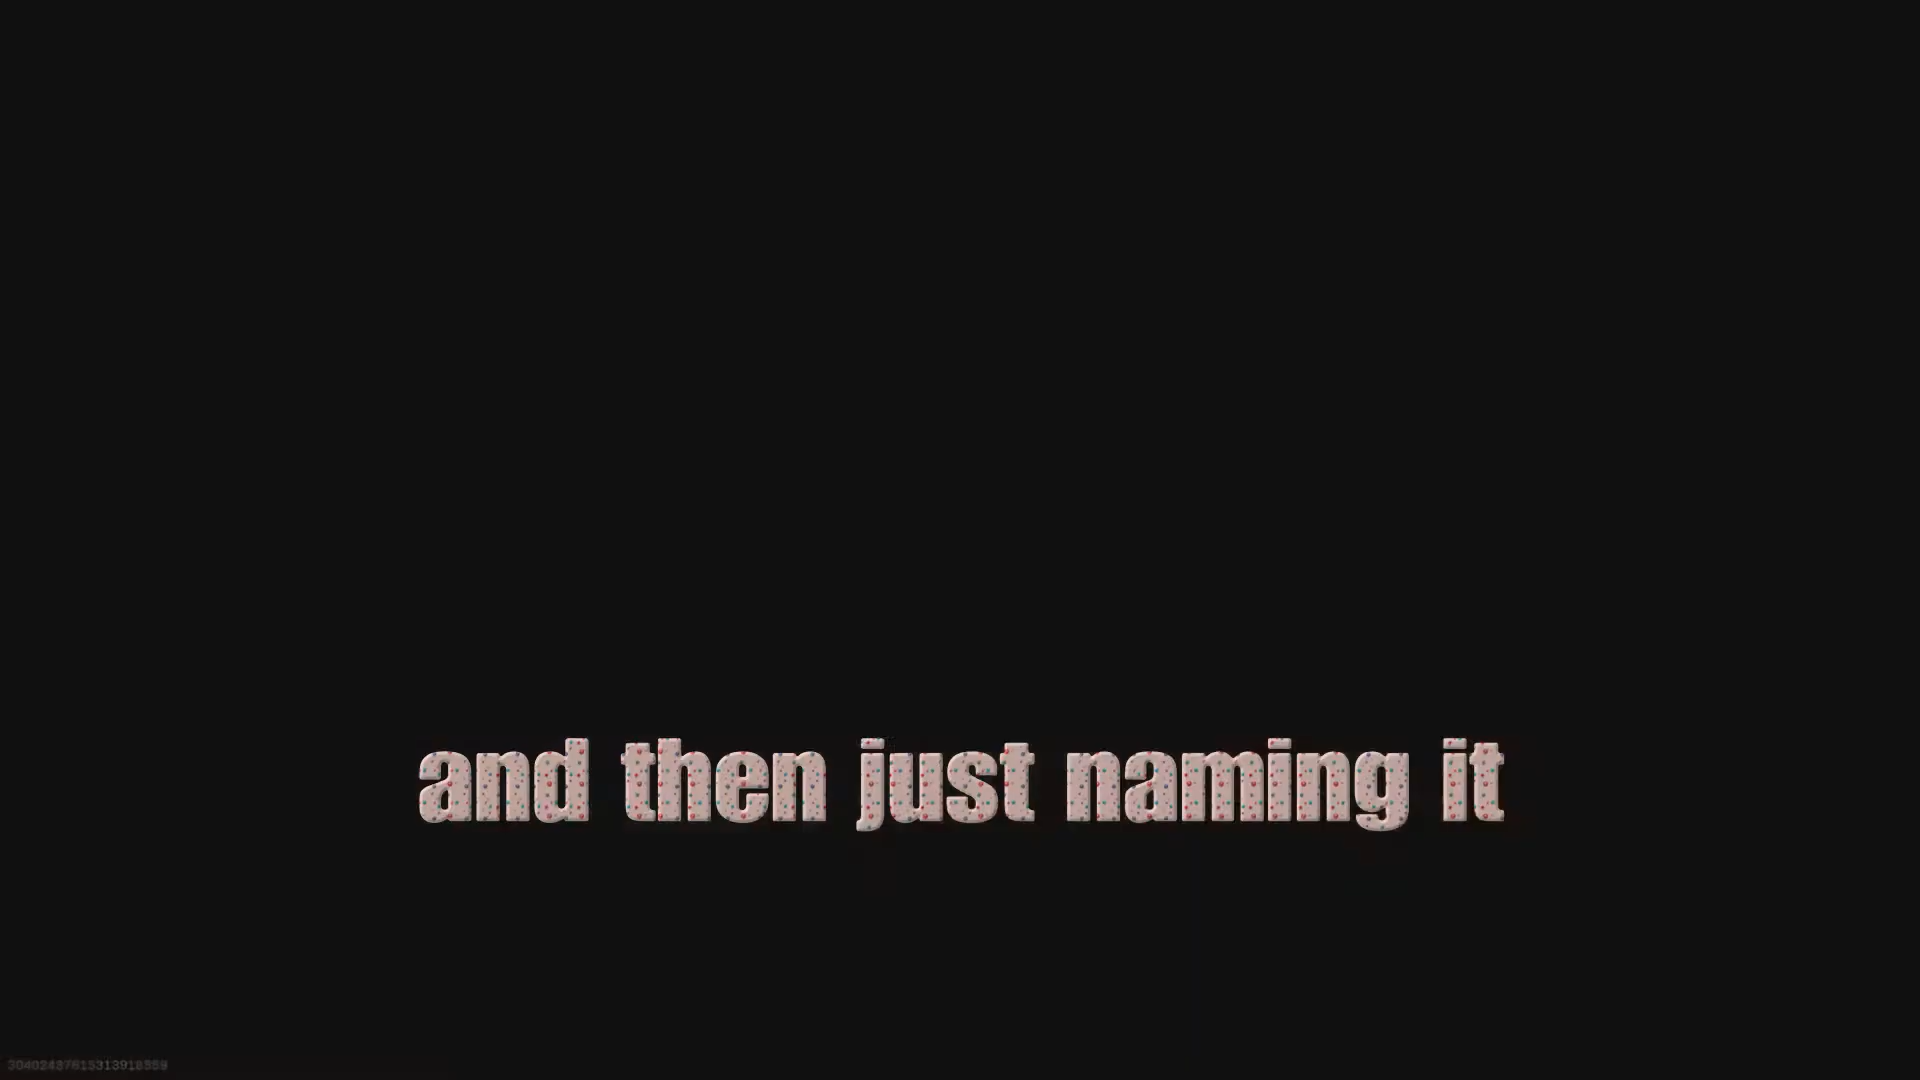 and then just naming it